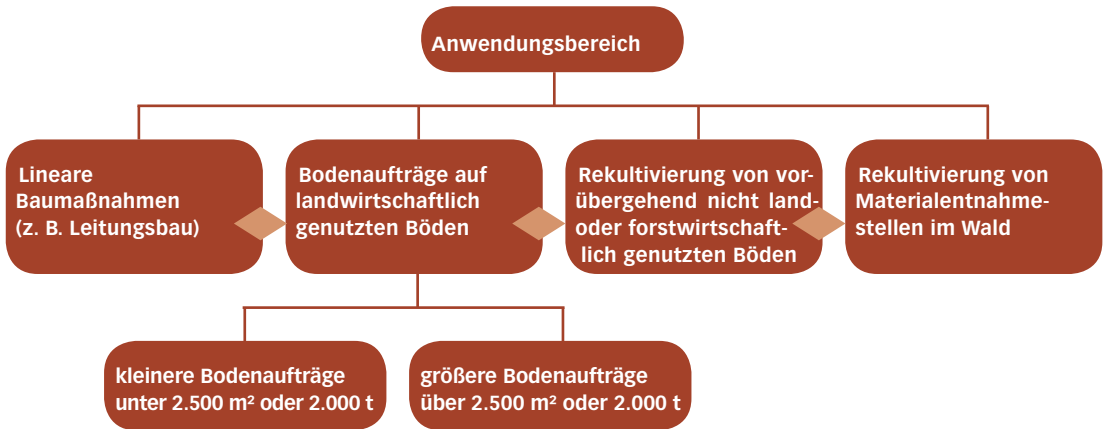 Anwendungsbereich
Lineare
Baumaßnahmen
(z. B. Leitungsbau)
Bodenaufträge auf
landwirtschaftlich
genutzten Böden
Rekultivierung von vor-
übergehend nicht land-
oder forstwirtschaft-
lich genutzten Böden
Rekultivierung von
Materialentnahme-
stellen im Wald
kleinere Bodenaufträge
unter 2.500 m² oder 2.000 t
größere Bodenaufträge
über 2.500 m² oder 2.000 t